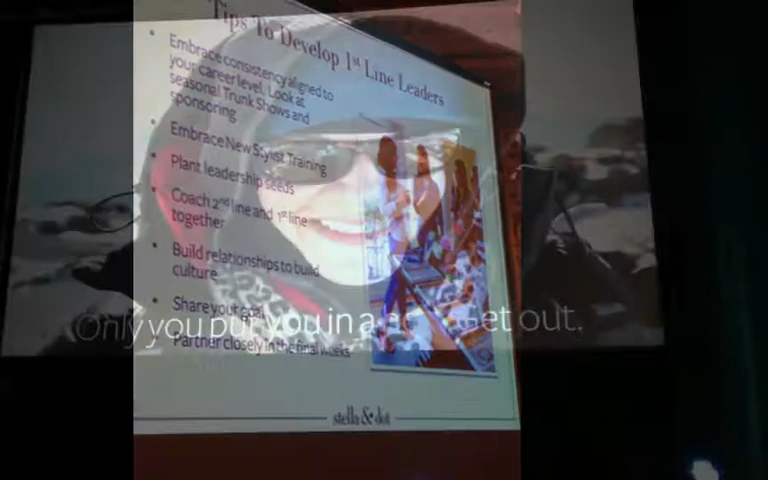 Tips To Develop 1st Line Leaders
• Embrace consistency aligned to
your career level. Look at
seasonal Trunk Shows and
sponsoring
• Embrace New Stylist Training
• Plant leadership seeds
• Coach 2nd line and 1st line
together
• Build relationships to build
culture
• Share your goal
• Partner closely in the final weeks
Only you put you in a Get out.
stella & dot